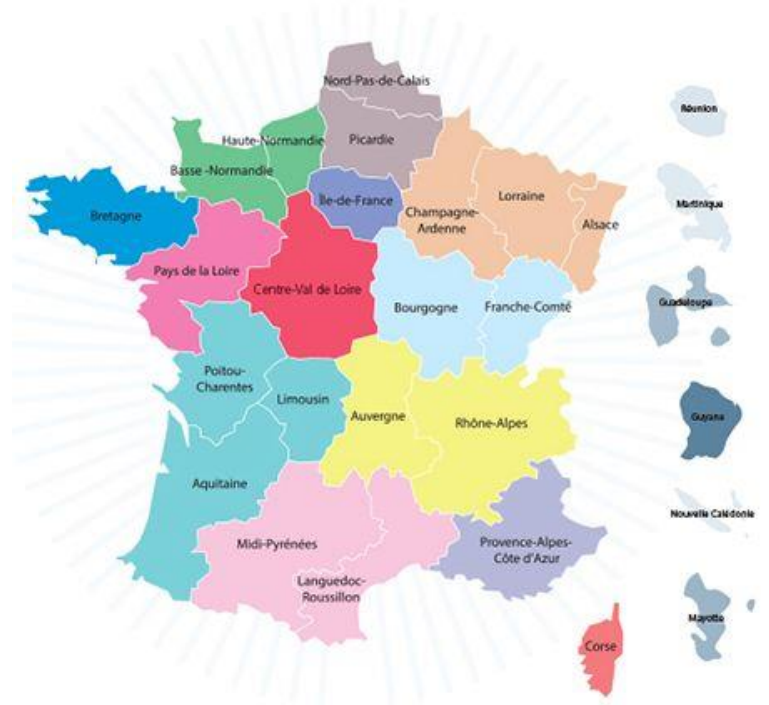 Nord-Pas-de-Calais
Haute-Normandie
Picardie
Basse -Normandie
Île-de-France
Lorraine
Champagne-
Ardenne
Alsace
Bretagne
Pays de la Loire
Centre-Val de Loire
Bourgogne
Franche-Comté
Poitou-
Charentes
Limousin
Auvergne
Rhône-Alpes
Aquitaine
Midi-Pyrénées
Provence-Alpes-
Côte d'Azur
Languedoc-
Roussillon
Corse
Réunion
Martinique
Guadeloupe
Guyane
Nouvelle Calédonie
Mayotte